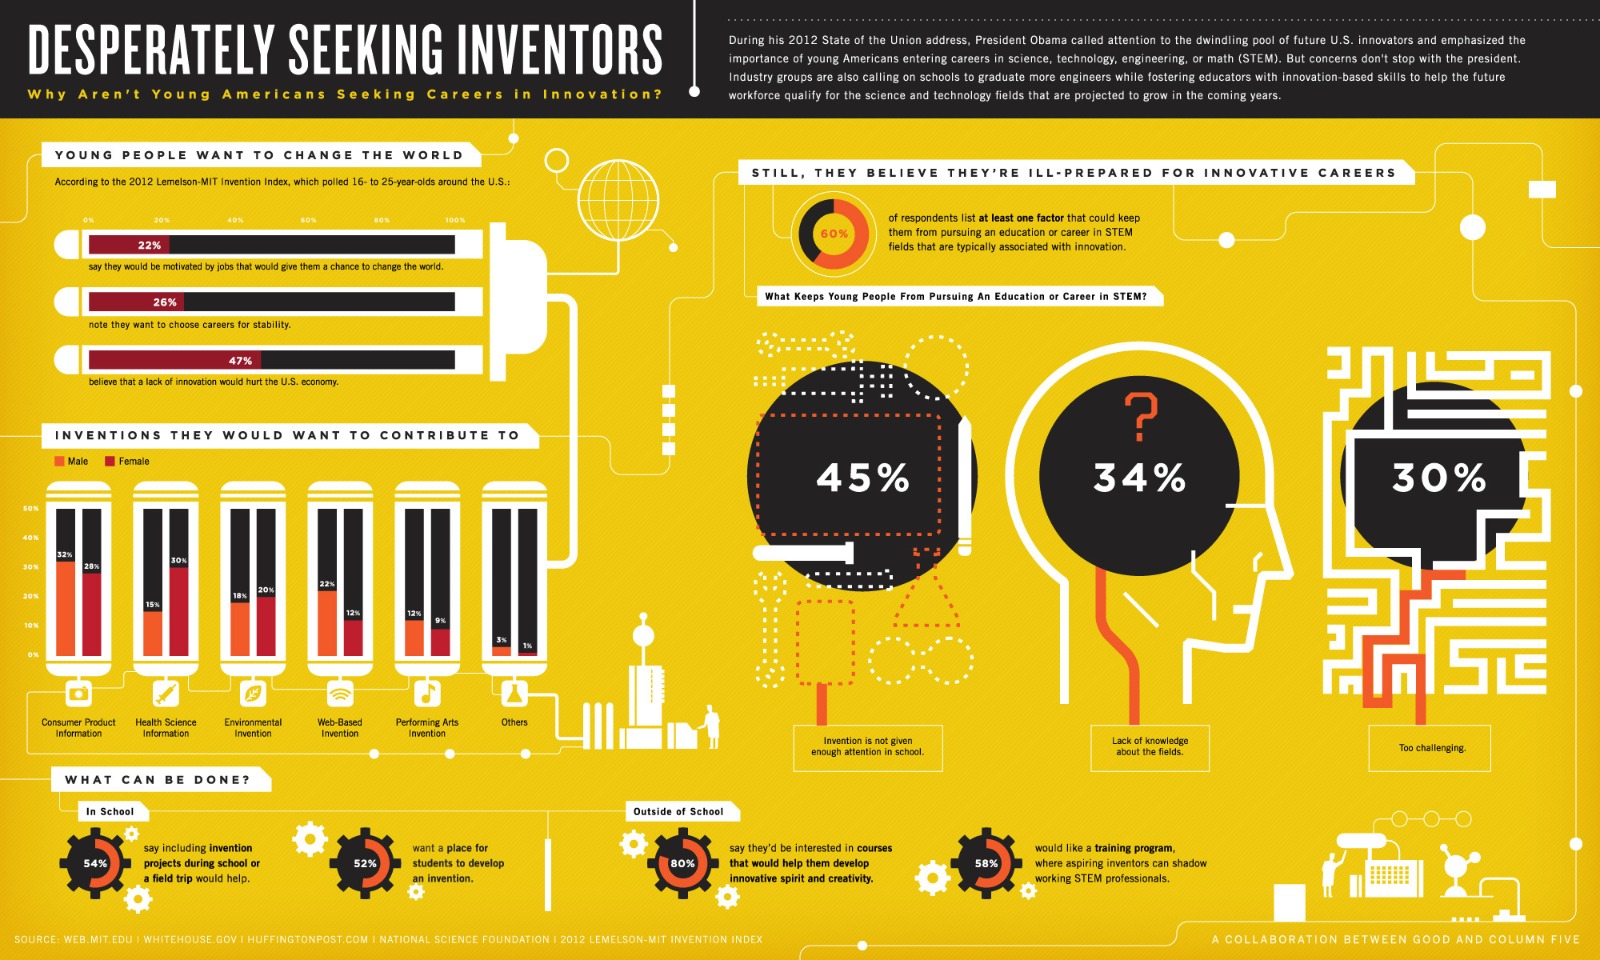 DESPERATELY SEEKING INVENTORS
Why Aren't Young Americans Seeking Careers in Innovation?
During his 2012 State of the Union address, President Obama called attention to the dwindling pool of future U.S. innovators and emphasized the
importance of young Americans entering careers in science, technology, engineering, or math (STEM). But concerns don't stop with the president.
Industry groups are also calling on schools to graduate more engineers while fostering educators with innovation-based skills to help the future
workforce qualify for the science and technology fields that are projected to grow in the coming years.
YOUNG PEOPLE WANT TO CHANGE THE WORLD
According to the 2012 Lemelson-MIT Invention Index, which polled 16- to 25-year-olds around the U.S.:
0% 20% 40% 60% 80% 100%
22%
say they would be motivated by jobs that would give them a chance to change the world.
26%
note they want to choose careers for stability.
47%
believe that a lack of innovation would hurt the U.S. economy.
INVENTIONS THEY WOULD WANT TO CONTRIBUTE TO
Male Female
50%
40%
30%
20%
10%
0%
32% 28%
15% 30%
18% 20%
22% 12%
12% 9%
3% 1%
Consumer Product
Information
Health Science
Information
Environmental
Invention
Web-Based
Invention
Performing Arts
Invention
Others
STILL, THEY BELIEVE THEY'RE ILL-PREPARED FOR INNOVATIVE CAREERS
60%
of respondents list at least one factor that could keep
them from pursuing an education or career in STEM
fields that are typically associated with innovation.
What Keeps Young People From Pursuing An Education or Career in STEM?
45%
Invention is not given
enough attention in school.
?
34%
Lack of knowledge
about the fields.
30%
Too challenging.
WHAT CAN BE DONE?
In School
54%
say including invention
projects during school or
a field trip would help.
52%
want a place for
students to develop
an invention.
Outside of School
80%
say they'd be interested in courses
that would help them develop
innovative spirit and creativity.
58%
would like a training program,
where aspiring inventors can shadow
working STEM professionals.
SOURCE: WEB.MIT.EDU | WHITEHOUSE.GOV | HUFFINGTONPOST.COM | NATIONAL SCIENCE FOUNDATION | 2012 LEMELSON-MIT INVENTION INDEX
A COLLABORATION BETWEEN GOOD AND COLUMN FIVE